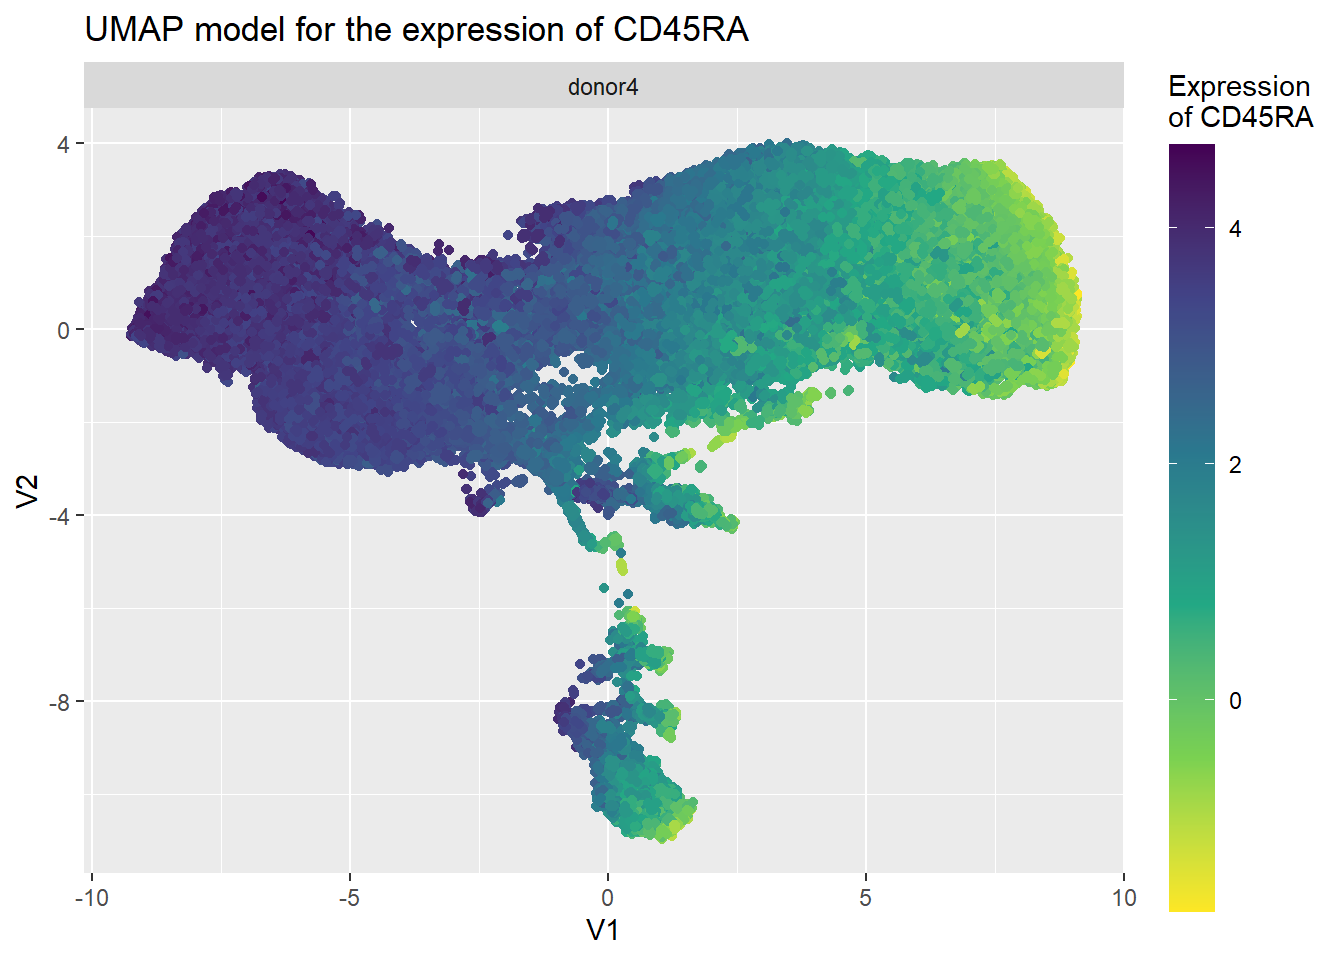 UMAP model for the expression of CD45RA
donor4
Expression
of CD45RA
4
2
0
4
0
-4
-8
V2
-10
-5
0
5
10
V1